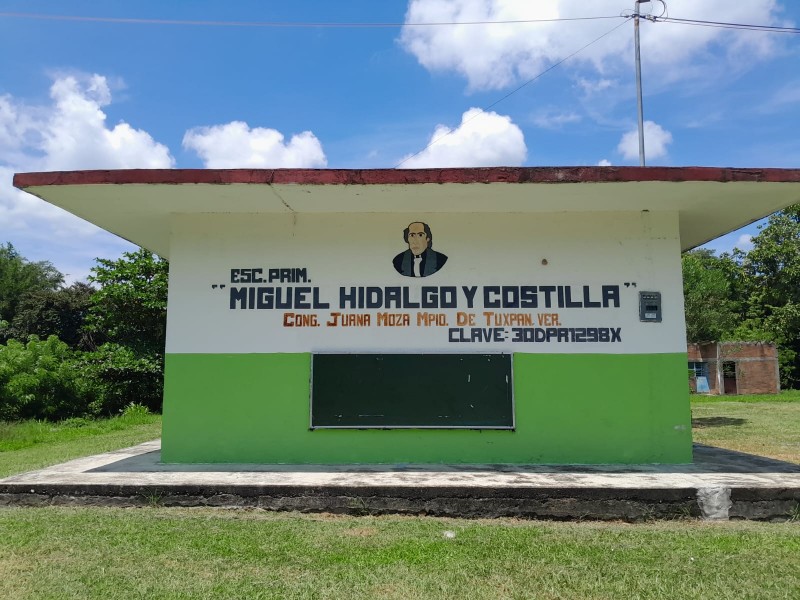 ESC. PRIM.
"MIGUEL HIDALGO Y COSTILLA"
CONG. JUANA MOZA MPIO. DE TUXPAN. VER.
CLAVE: 30DPR1298X